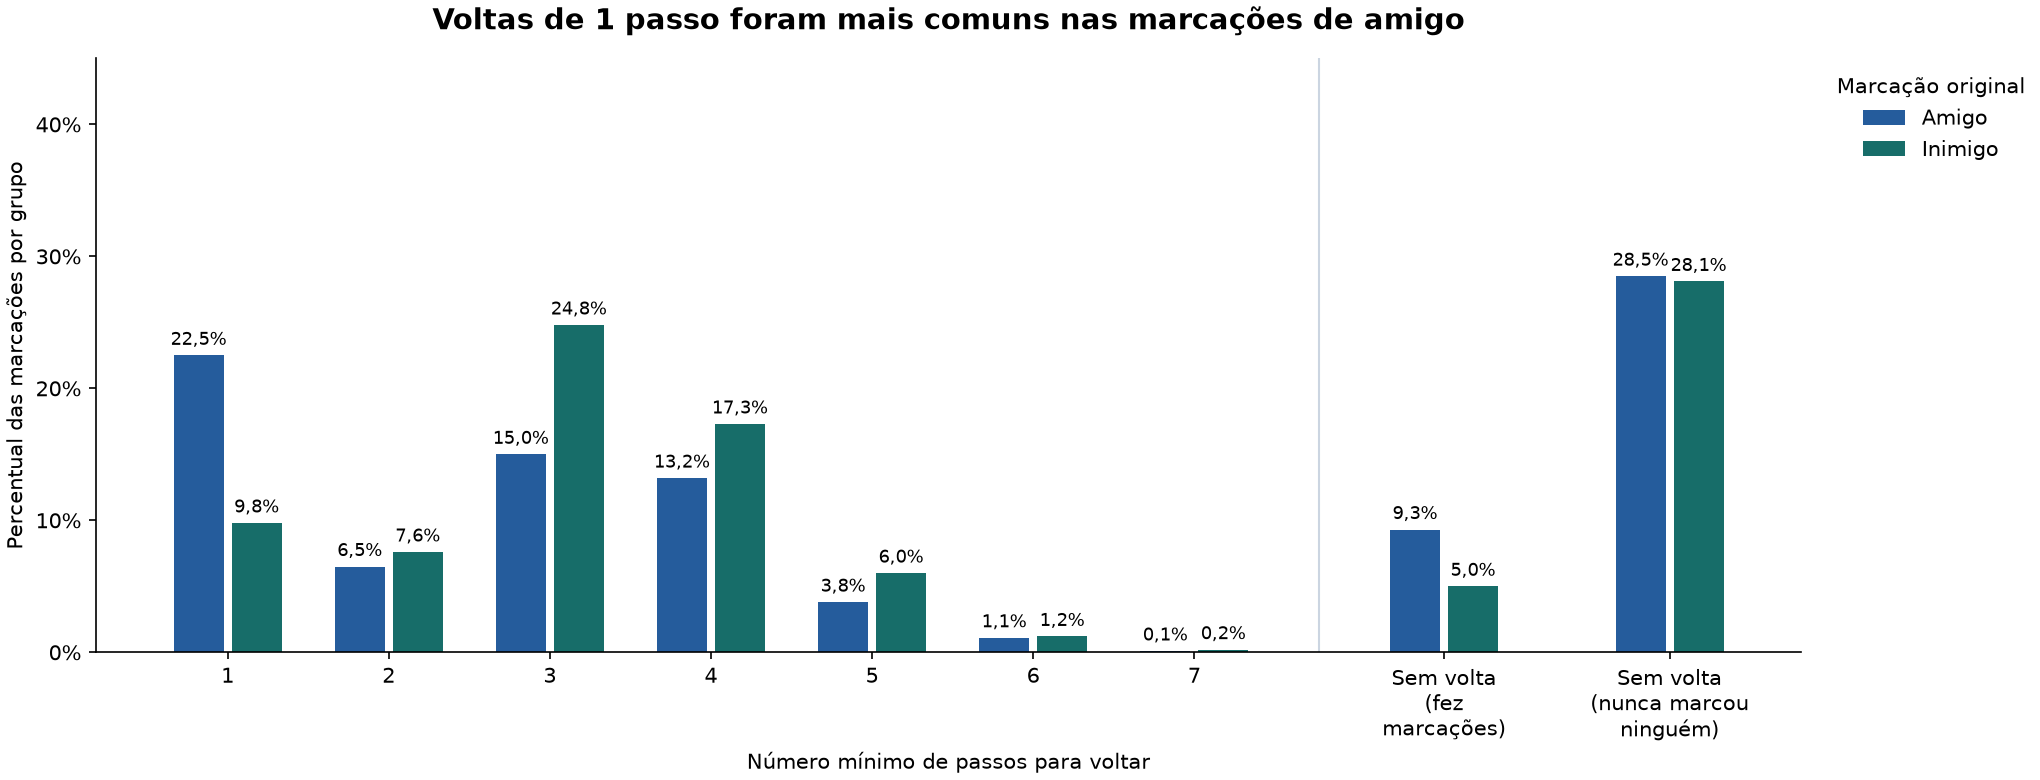 Voltas de 1 passo foram mais comuns nas marcações de amigo
Percentual das marcações por grupo
40%
30%
20%
10%
0%
22,5%
9,8%
6,5%
7,6%
15,0%
24,8%
13,2%
17,3%
3,8%
6,0%
1,1%
1,2%
0,1%
0,2%
9,3%
5,0%
28,5%
28,1%
1
2
3
4
5
6
7
Sem volta
(fez
marcações)
Sem volta
(nunca marcou
ninguém)
Número mínimo de passos para voltar
Marcação original
Amigo
Inimigo